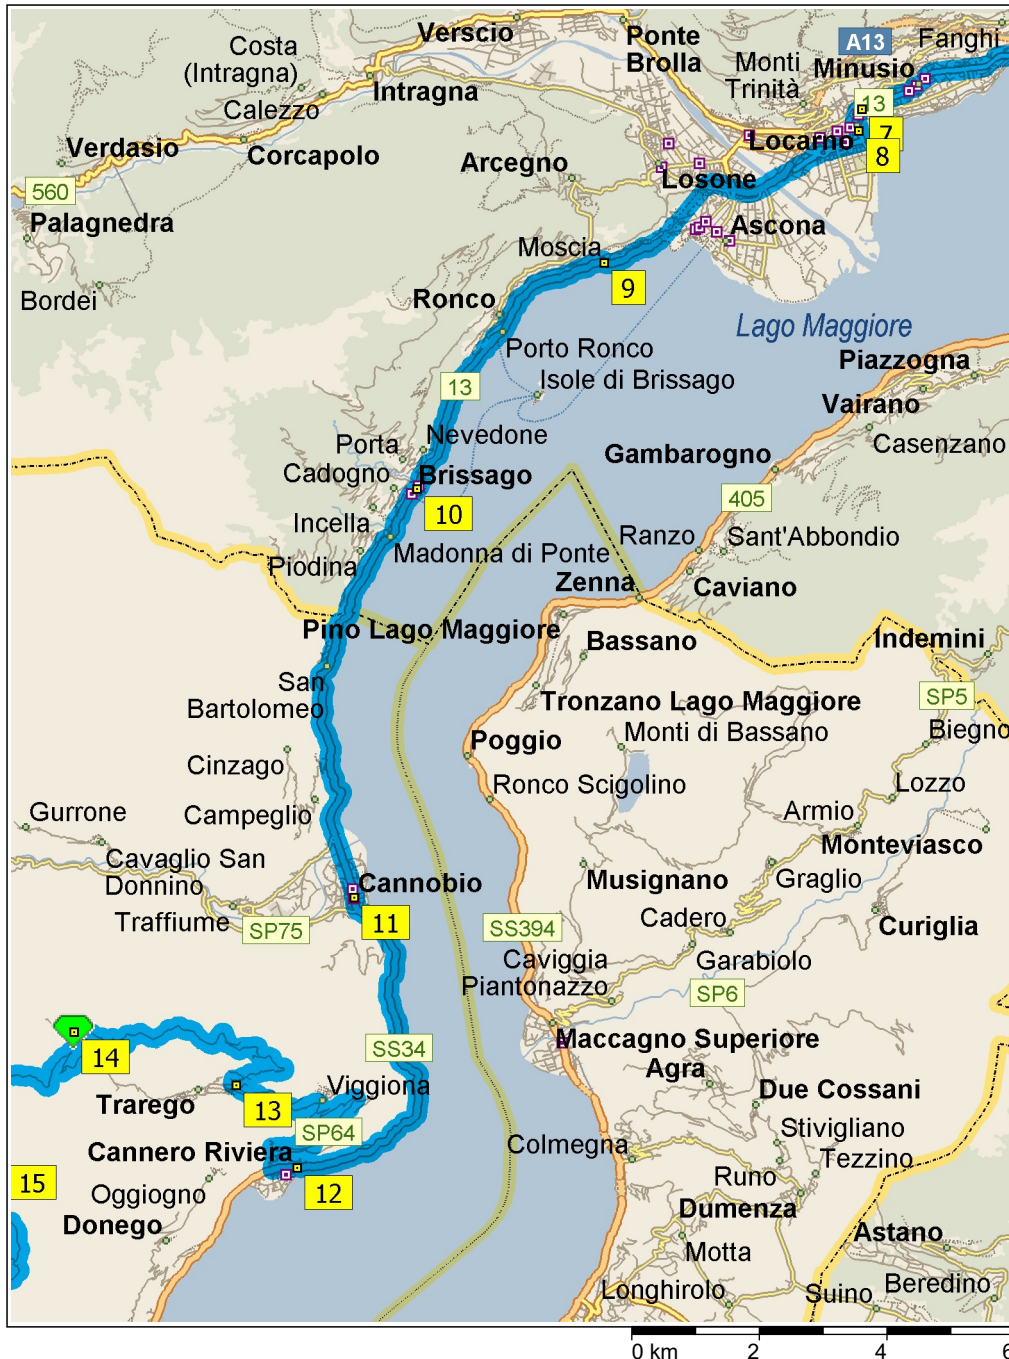 Verscio
Ponte
Brolla
A13
Fanghi
Costa
(Intragna)
Monti
Trinità
Minusio
Intragna
Calezzo
13
7
Verdasio
Corcapolo
Arcegno
Locarno
8
560
Losone
Palagnedra
Ascona
Moscia
Bordei
9
Ronco
Lago Maggiore
Porto Ronco
Piazzogna
13
Isole di Brissago
Vairano
Porta
Nevedone
Casenzano
Cadogno
Brissago
Gambarogno
405
10
Incella
Madonna di Ponte
Ranzo
Sant'Abbondio
Piodina
Zenna
Caviano
Pino Lago Maggiore
Bassano
Indemini
San
Bartolomeo
Tronzano Lago Maggiore
SP5
Poggio
Monti di Bassano
Biegno
Cinzago
Ronco Scigolino
Lozzo
Gurrone
Campeglio
Armio
Monteviasco
Cavaglio San
Donnino
Cannobio
Musignano
Graglio
Traffiume
SP75
11
SS394
Cadero
Curiglia
Caviggia
Garabiolo
Piantonazzo
SP6
14
SS34
Maccagno Superiore
Agra
Trarego
13
Viggiona
Due Cossani
SP64
Stivigliano
Cannero Riviera
Colmegna
Tezzino
15
Oggiogno
12
Runo
Donego
Dumenza
Motta
Astano
Longhirolo
Suino
Beredino
0 km
2
4
6